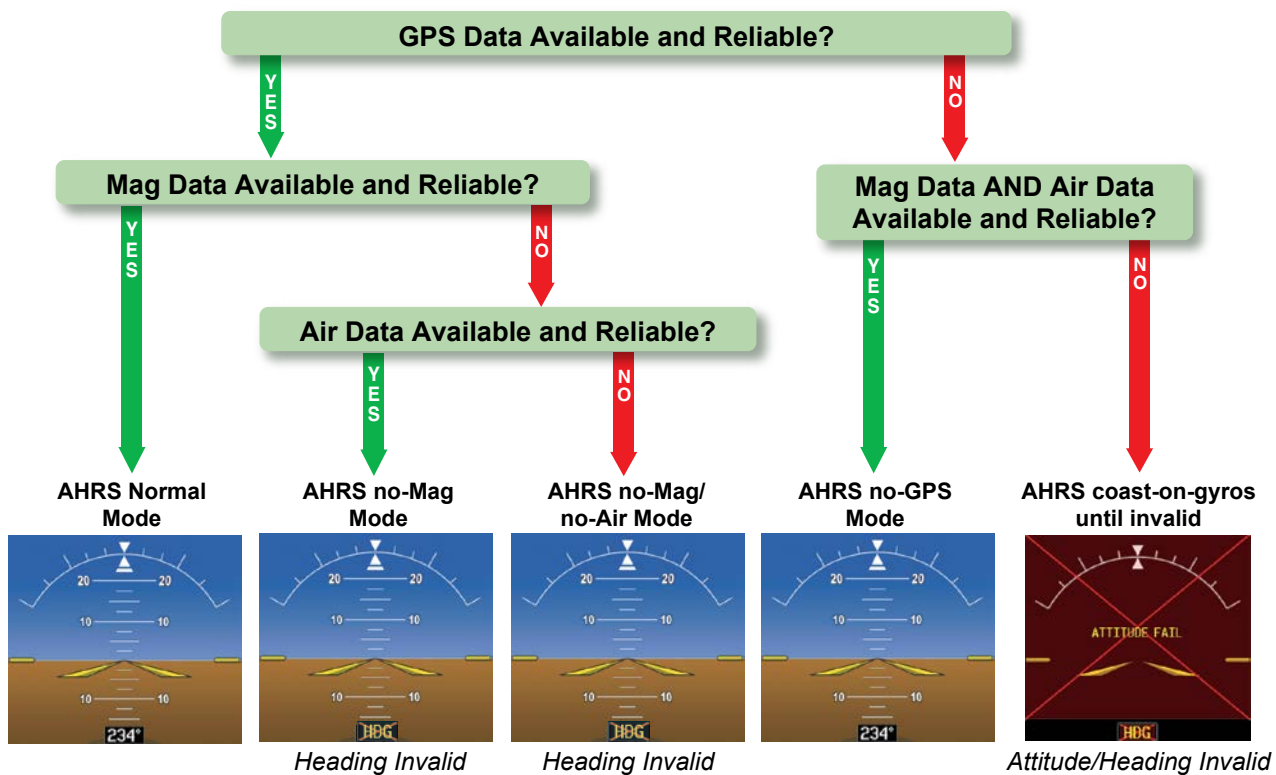 GPS Data Available and Reliable?
YES
NO
Mag Data Available and Reliable?
Mag Data AND Air Data
Available and Reliable?
YES
NO
YES
NO
Air Data Available and Reliable?
YES
NO
AHRS Normal
Mode
AHRS no-Mag
Mode
AHRS no-Mag/
no-Air Mode
AHRS no-GPS
Mode
AHRS coast-on-gyros
until invalid
20 20
10 10
10 10
234°
20 20
10 10
10 10
HDG
20 20
10 10
10 10
HDG
20 20
10 10
10 10
234°
ATTITUDE FAIL
HDG
Heading Invalid
Heading Invalid
Attitude/Heading Invalid